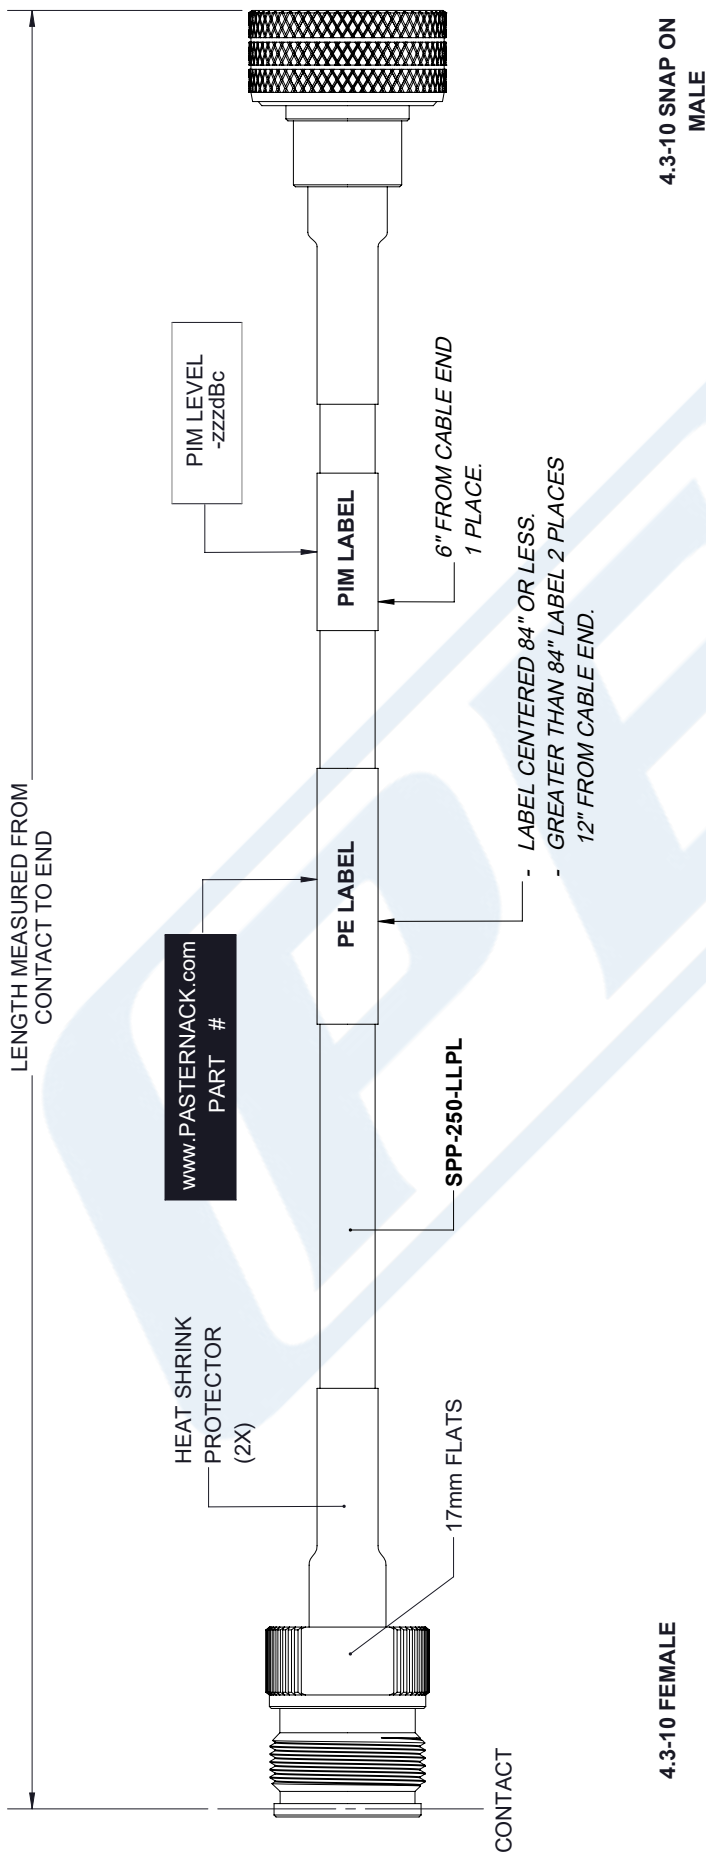 LENGTH MEASURED FROM
CONTACT TO END
www.PASTERNACK.com
PART #
PIM LEVEL
-zzzdBc
HEAT SHRINK
PROTECTOR
(2X)
PE LABEL
PIM LABEL
17mm FLATS
SPP-250-LLPL
6" FROM CABLE END
1 PLACE.
- LABEL CENTERED 84" OR LESS.
- GREATER THAN 84" LABEL 2 PLACES
12" FROM CABLE END.
CONTACT
4.3-10 FEMALE
4.3-10 SNAP ON
MALE